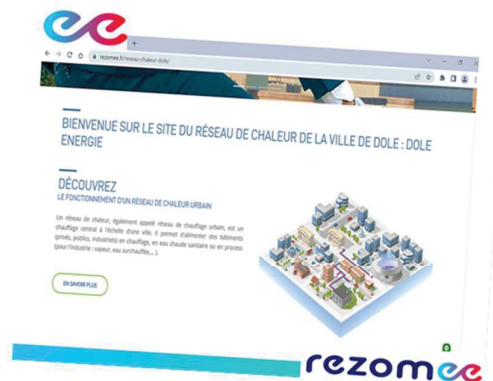 rezomee.fr/reseau-chaleur-dole/
BIENVENUE SUR LE SITE DU RÉSEAU DE CHALEUR DE LA VILLE DE DOLE : DOLE
ENERGIE
DÉCOUVREZ
LE FONCTIONNEMENT D'UN RÉSEAU DE CHALEUR URBAIN
Un réseau de chaleur, également appelé réseau de chauffage urbain, est un
chauffage central à l'échelle d'une ville. Il permet d'alimenter des bâtiments
(privés, publics, industriels) en chauffage, en eau chaude sanitaire ou en process
(pour l'industrie : vapeur, eau surchauffée,... ).
EN SAVOIR PLUS
rezomee